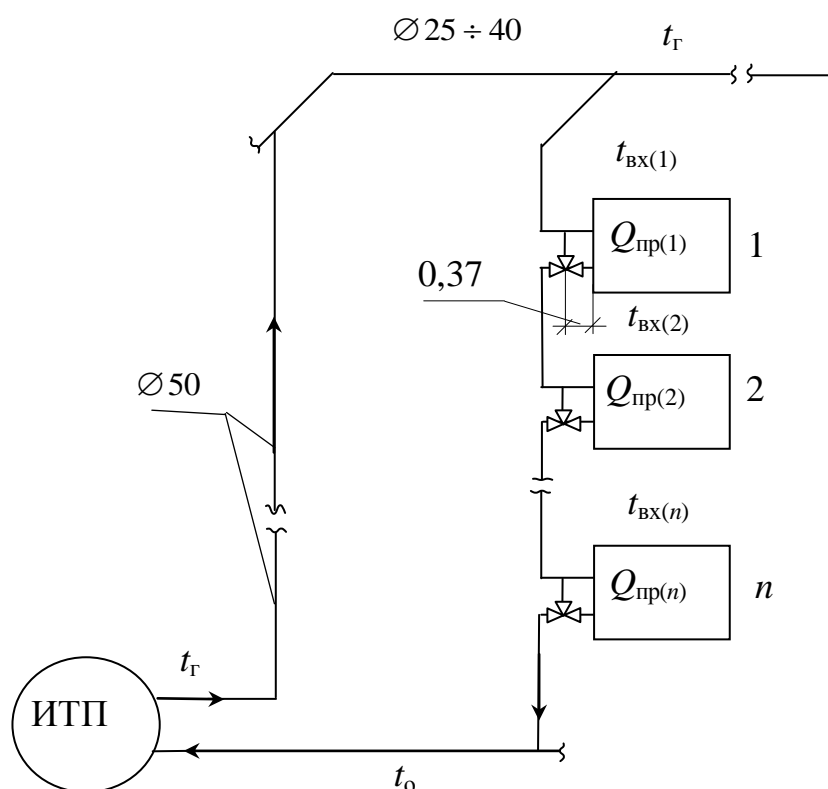 ∅ 25 ÷ 40
tг
tвх(1)
Qпр(1)
1
0,37
tвх(2)
∅ 50
Qпр(2)
2
tвх(n)
Qпр(n)
n
tг
ИТП
tо